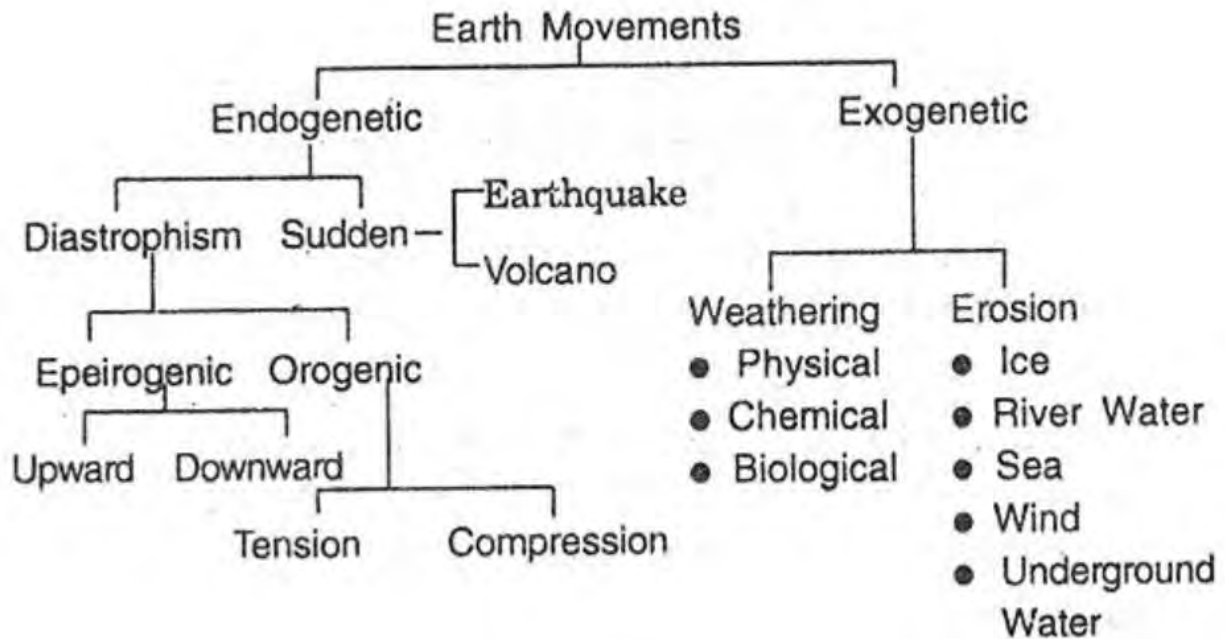 Earth Movements
Endogenetic
Exogenetic
Diastrophism
Sudden
Earthquake
Volcano
Epeirogenic
Orogenic
Upward
Downward
Tension
Compression
Weathering
● Physical
● Chemical
● Biological
Erosion
● Ice
● River Water
● Sea
● Wind
● Underground
Water